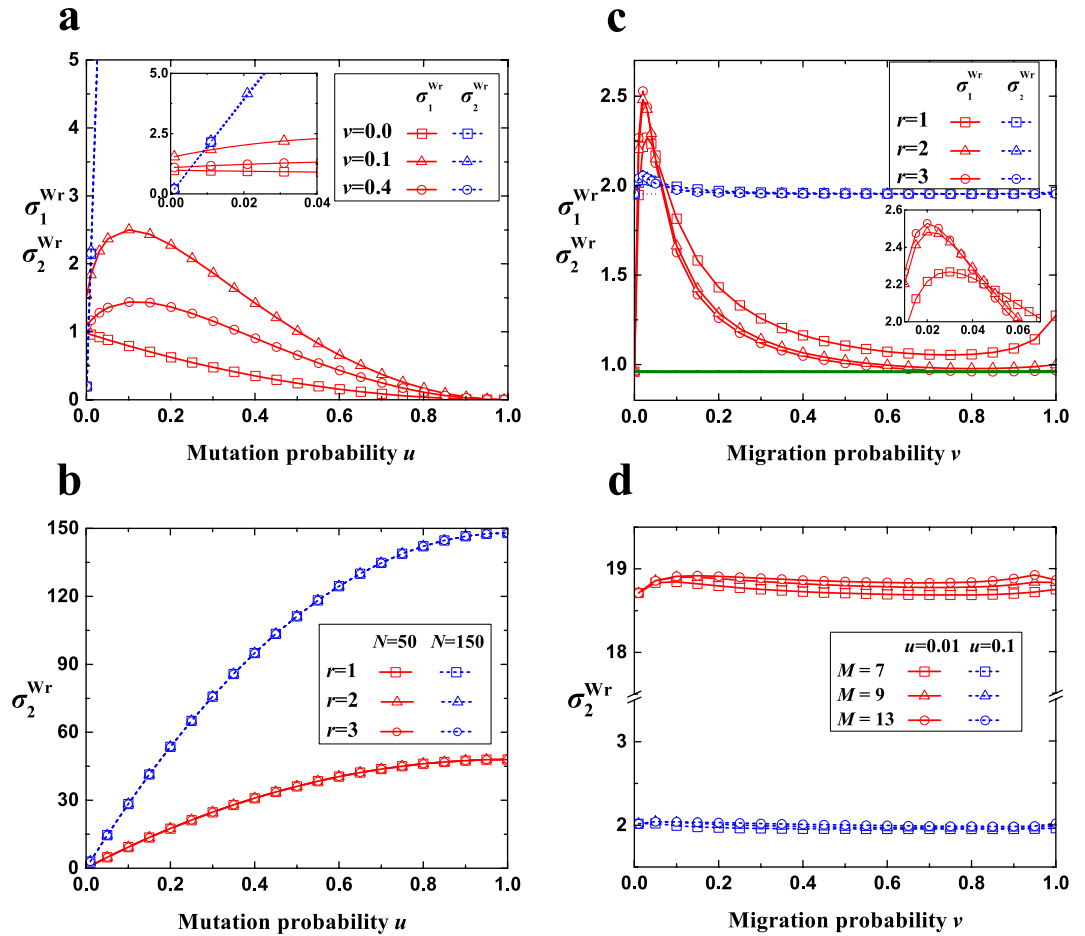 a
5
4
3
2
1
0
0.0 0.2 0.4 0.6 0.8 1.0
Mutation probability u
σ₁ᵂʳ
σ₂ᵂʳ
5.0
2.5
0.0
0.00 0.02 0.04
σ₁ᵂʳ σ₂ᵂʳ
v=0.0
v=0.1
v=0.4
c
2.5
2.0
1.5
1.0
0.0 0.2 0.4 0.6 0.8 1.0
Migration probability v
σ₁ᵂʳ
σ₂ᵂʳ
σ₁ᵂʳ σ₂ᵂʳ
r=1
r=2
r=3
2.6
2.4
2.2
2.0
0.02 0.04 0.06
b
150
120
90
60
30
0
0.0 0.2 0.4 0.6 0.8 1.0
Mutation probability u
σ₂ᵂʳ
N=50 N=150
r=1
r=2
r=3
d
19
18
3
2
0.0 0.2 0.4 0.6 0.8 1.0
Migration probability v
σ₂ᵂʳ
u=0.01 u=0.1
M = 7
M = 9
M = 13